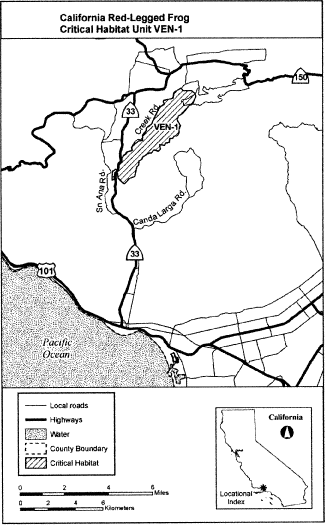 California Red-Legged Frog
Critical Habitat Unit VEN-1
150
33
Creek Rd.
VEN-1
Sn Ana Rd.
Canda Larga Rd.
33
101
Pacific
Ocean
Local roads
Highways
Water
County Boundary
Critical Habitat
California
Locational
Index
0 2 4 6
Miles
0 2 4 6
Kilometers